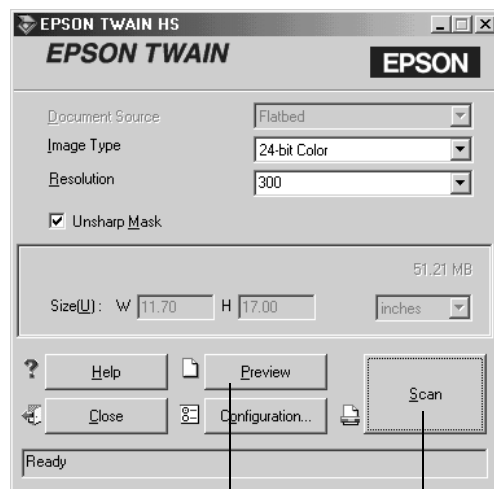 EPSON TWAIN HS
EPSON TWAIN
EPSON
Document Source Flatbed
Image Type 24-bit Color
Resolution 300
Unsharp Mask
51.21 MB
Size(U) : W 11.70 H 17.00 inches
? Help Preview
Scan
Close Configuration...
Ready